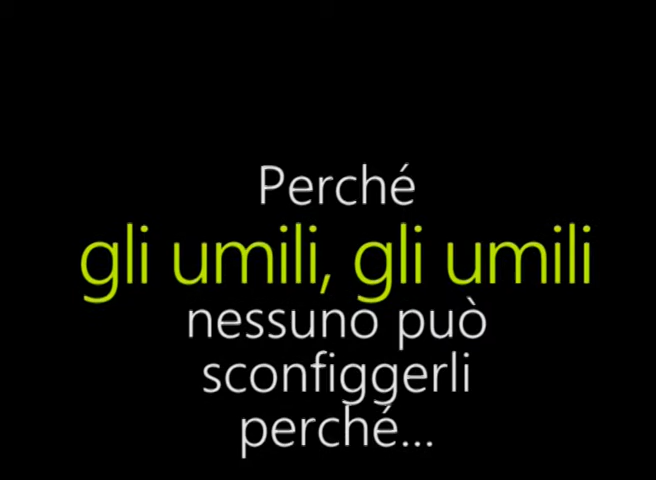 Perché
gli umili, gli umili
nessuno può
sconfiggerli
perché...